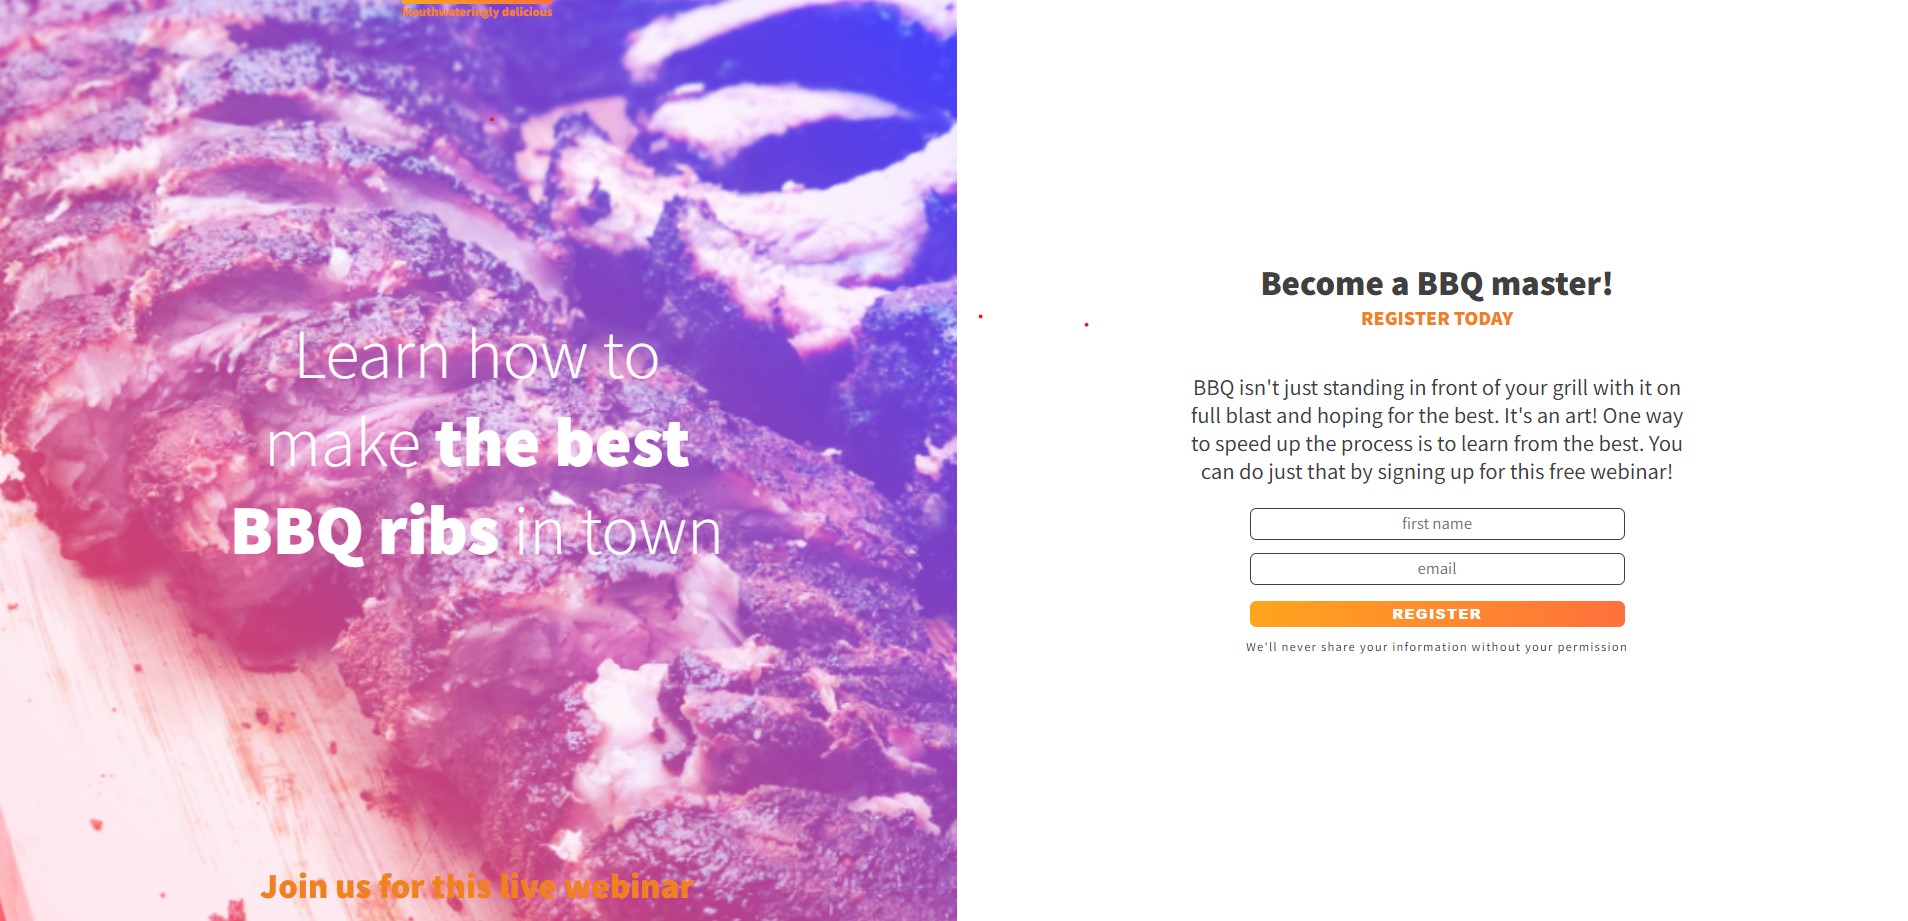 Mouthwateringly delicious
Learn how to
make the best
BBQ ribs in town
Join us for this live webinar
Become a BBQ master!
REGISTER TODAY
BBQ isn't just standing in front of your grill with it on
full blast and hoping for the best. It's an art! One way
to speed up the process is to learn from the best. You
can do just that by signing up for this free webinar!
first name
email
REGISTER
We'll never share your information without your permission